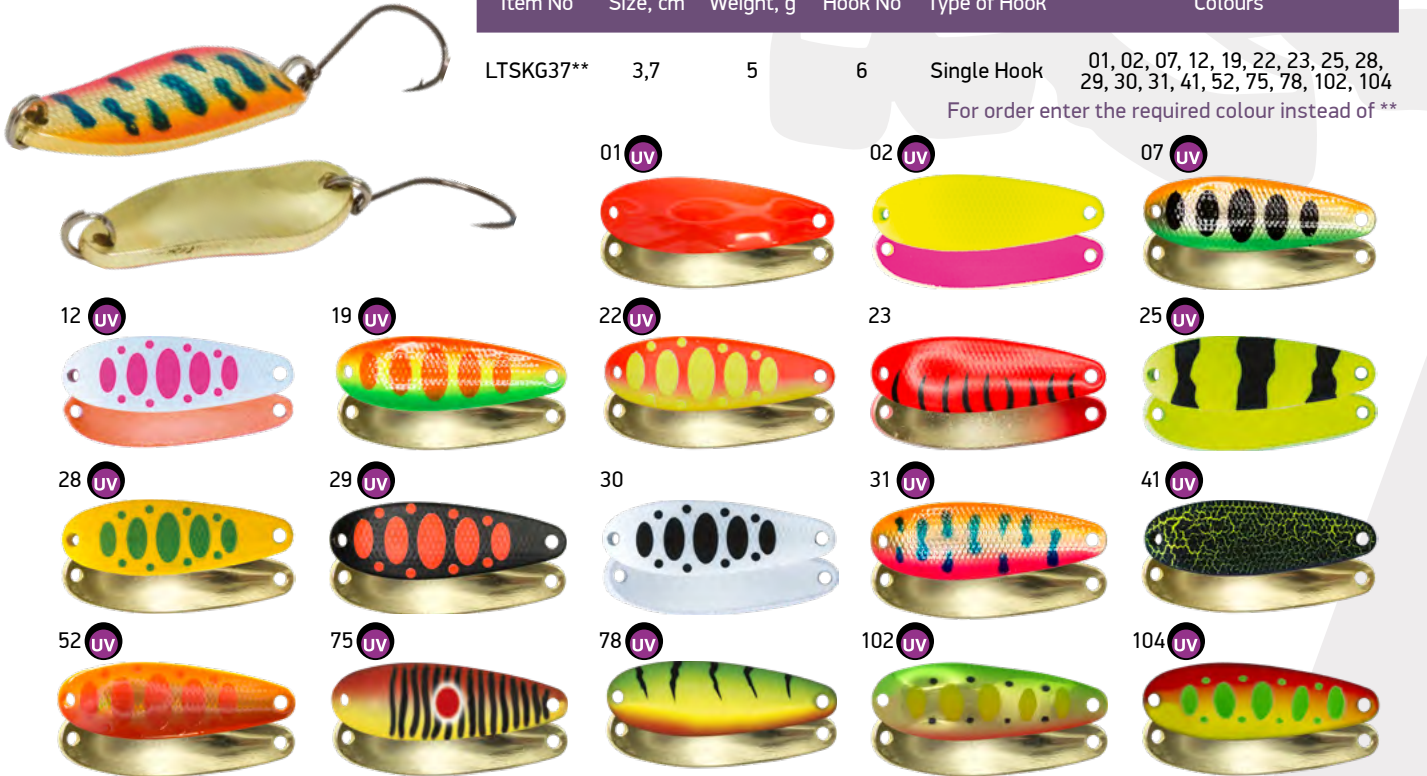 Item No Size, cm Weight, g Hook No Type of Hook Colours
LTSKG37** 3,7 5 6 Single Hook 01, 02, 07, 12, 19, 22, 23, 25, 28,
29, 30, 31, 41, 52, 75, 78, 102, 104
For order enter the required colour instead of **
01 UV 02 UV 07 UV
12 UV 19 UV 22 UV 23 25 UV
28 UV 29 UV 30 31 UV 41 UV
52 UV 75 UV 78 UV 102 UV 104 UV